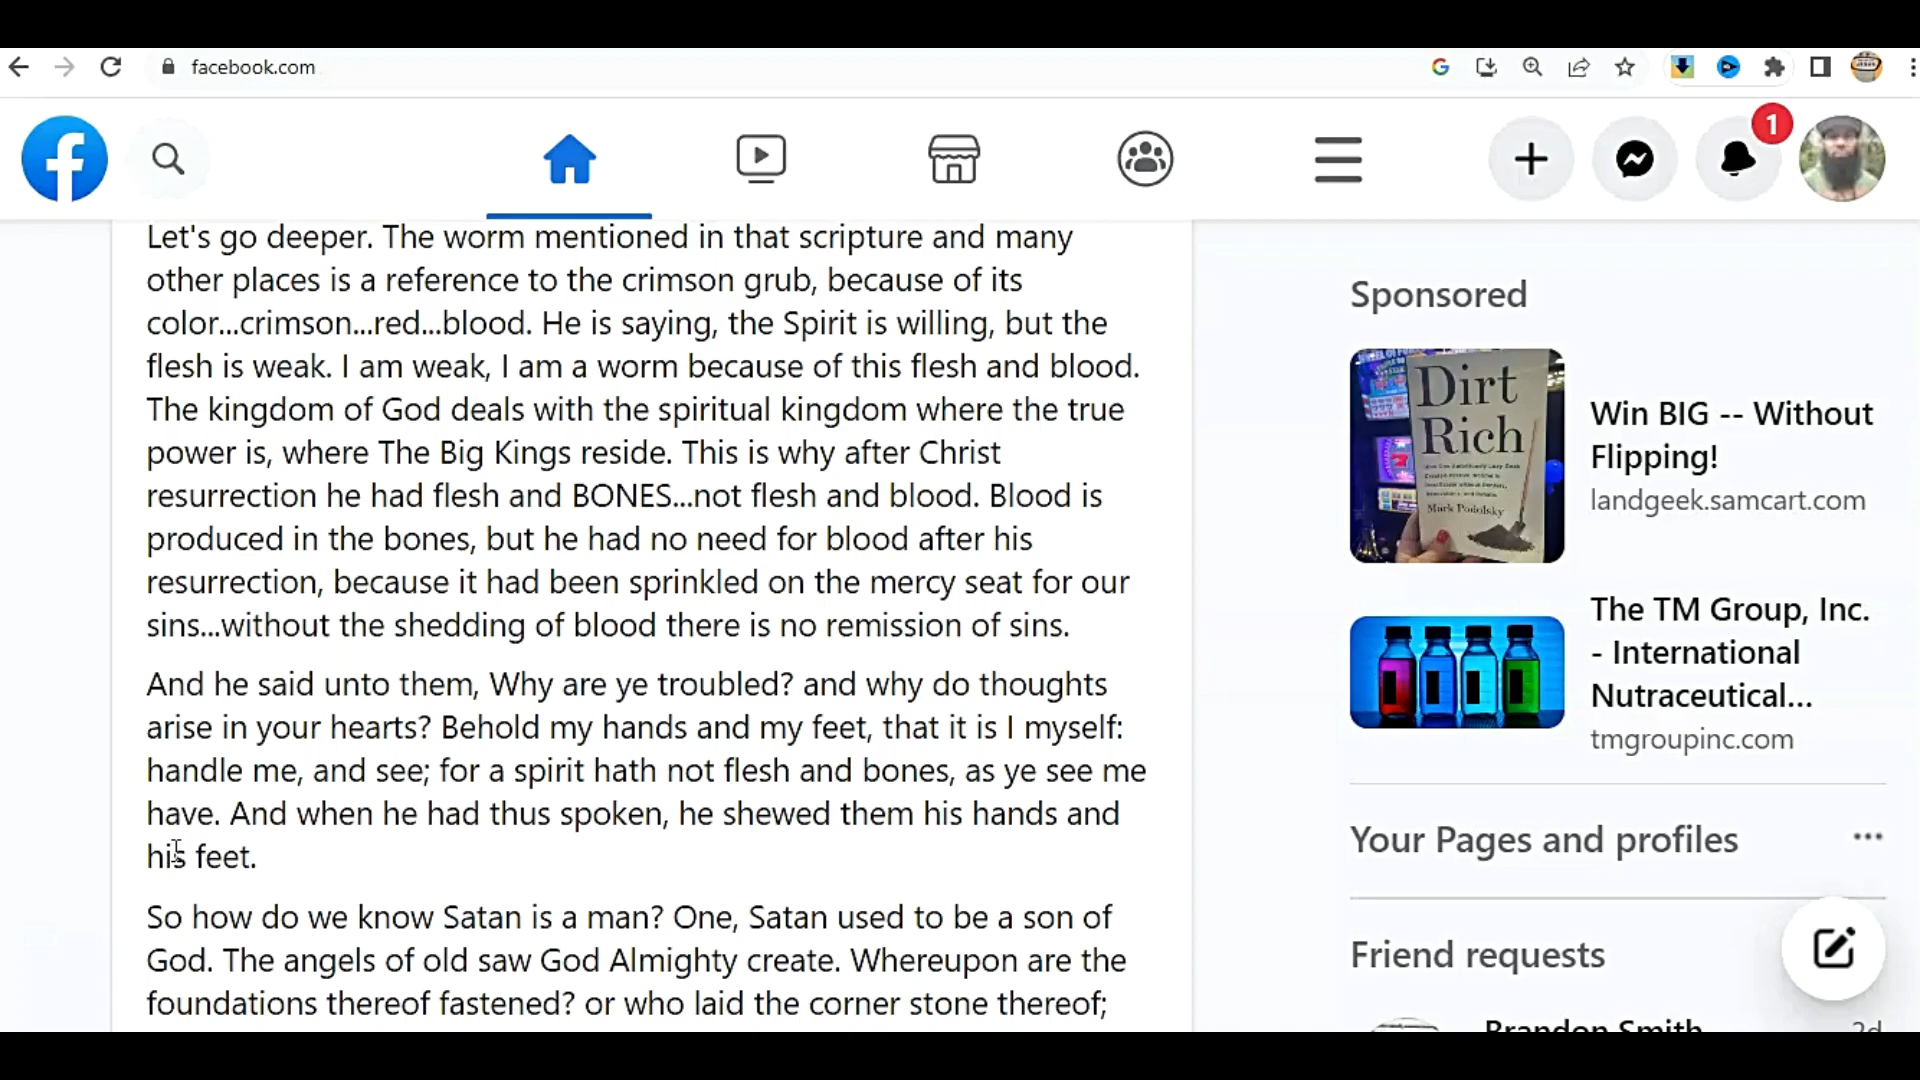 facebook.com
1
Let's go deeper. The worm mentioned in that scripture and many
other places is a reference to the crimson grub, because of its
color...crimson...red...blood. He is saying, the Spirit is willing, but the
flesh is weak. I am weak, I am a worm because of this flesh and blood.
The kingdom of God deals with the spiritual kingdom where the true
power is, where The Big Kings reside. This is why after Christ
resurrection he had flesh and BONES...not flesh and blood. Blood is
produced in the bones, but he had no need for blood after his
resurrection, because it had been sprinkled on the mercy seat for our
sins...without the shedding of blood there is no remission of sins.
And he said unto them, Why are ye troubled? and why do thoughts
arise in your hearts? Behold my hands and my feet, that it is I myself:
handle me, and see; for a spirit hath not flesh and bones, as ye see me
have. And when he had thus spoken, he shewed them his hands and
his feet.
So how do we know Satan is a man? One, Satan used to be a son of
God. The angels of old saw God Almighty create. Whereupon are the
foundations thereof fastened? or who laid the corner stone thereof;
Sponsored
Dirt
Rich
Mark Podolsky
Win BIG -- Without
Flipping!
landgeek.samcart.com
The TM Group, Inc.
- International
Nutraceutical...
tmgroupinc.com
Your Pages and profiles
Friend requests
Brandon Smith
2d